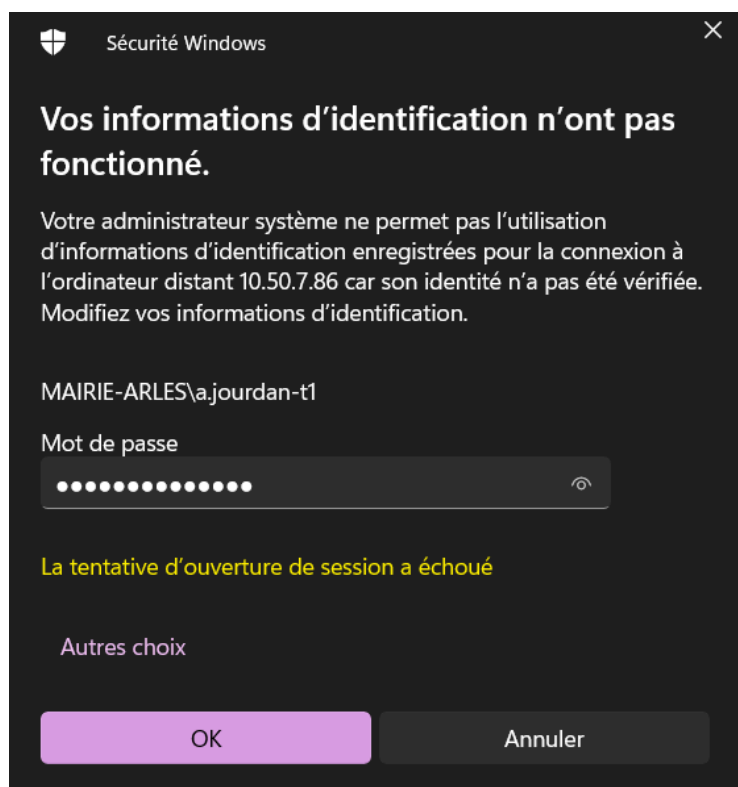 Sécurité Windows
Vos informations d’identification n’ont pas
fonctionné.
Votre administrateur système ne permet pas l’utilisation
d’informations d’identification enregistrées pour la connexion à
l’ordinateur distant 10.50.7.86 car son identité n’a pas été vérifiée.
Modifiez vos informations d’identification.
MAIRIE-ARLES\a.jourdan-t1
Mot de passe
●●●●●●●●●●●●●●
La tentative d’ouverture de session a échoué
Autres choix
OK
Annuler